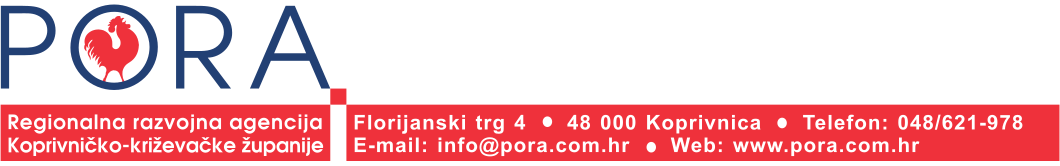 PORA
Regionalna razvojna agencija
Koprivničko-križevačke županije
Florijanski trg 4 ● 48 000 Koprivnica ● Telefon: 048/621-978
E-mail: info@pora.com.hr ● Web: www.pora.com.hr